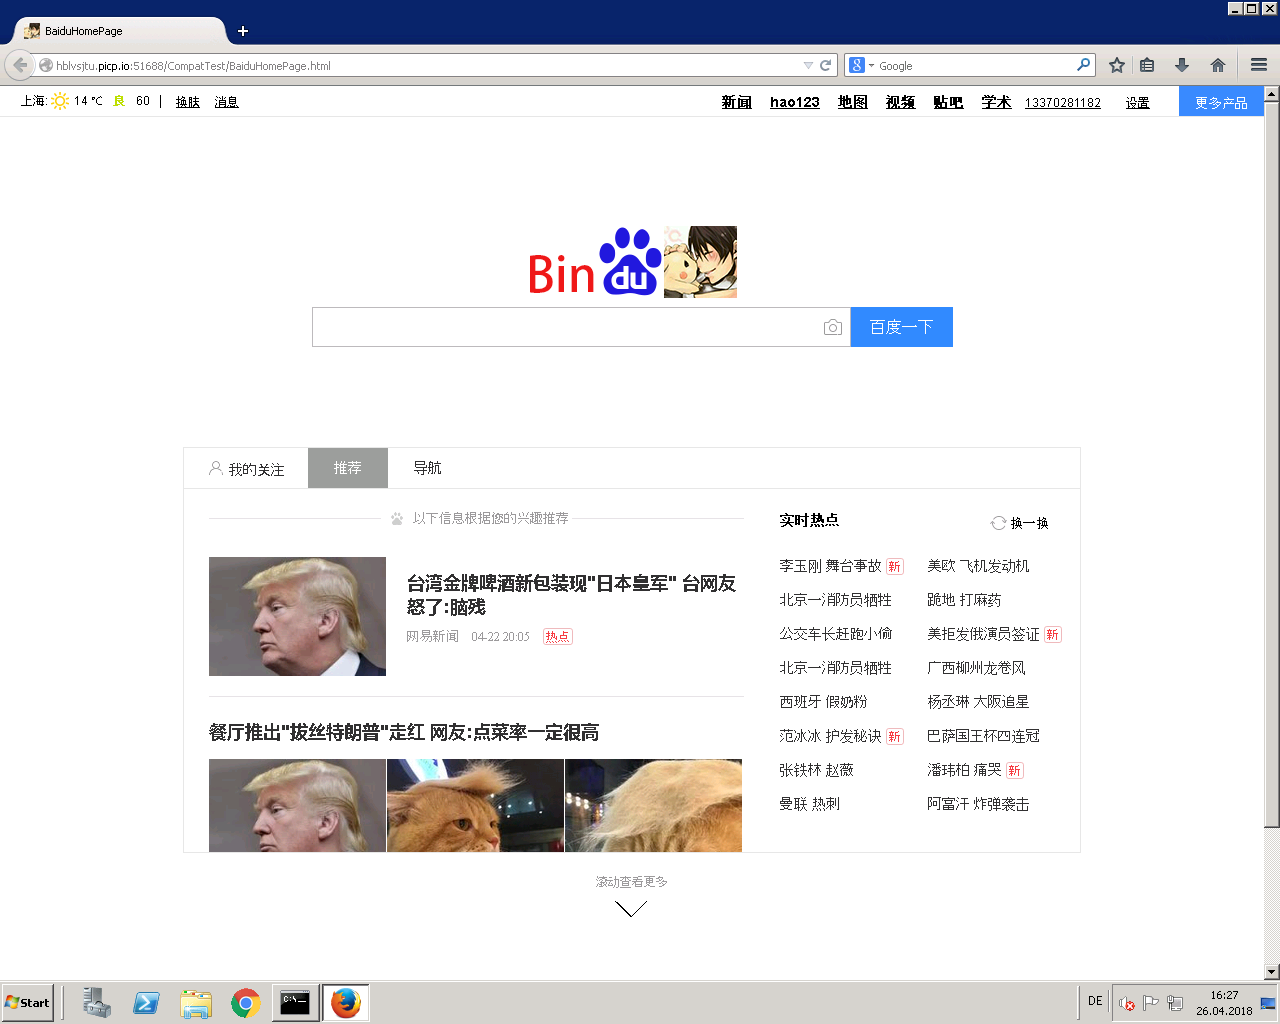 BaiduHomePage
hblvsjtu.picp.io:51688/CompatTest/BaiduHomePage.html
Google
上海: 14 ℃ 良 60 | 换肤 消息
新闻 hao123 地图 视频 贴吧 学术 13370281182 设置 更多产品
Bin du
百度一下
我的关注 推荐 导航
以下信息根据您的兴趣推荐
台湾金牌啤酒新包装现"日本皇军" 台网友
怒了:脑残
网易新闻 04-22 20:05 热点
餐厅推出"拔丝特朗普"走红 网友:点菜率一定很高
实时热点 换一换
李玉刚 舞台事故 新 美欧 飞机发动机
北京一消防员牺牲 跪地 打麻药
公交车长赶跑小偷 美拒发俄演员签证 新
北京一消防员牺牲 广西柳州龙卷风
西班牙 假奶粉 杨丞琳 大阪追星
范冰冰 护发秘诀 新 巴萨国王杯四连冠
张铁林 赵薇 潘玮柏 痛哭 新
曼联 热刺 阿富汗 炸弹袭击
滚动查看更多
Start
C:\_
DE
16:27
26.04.2018